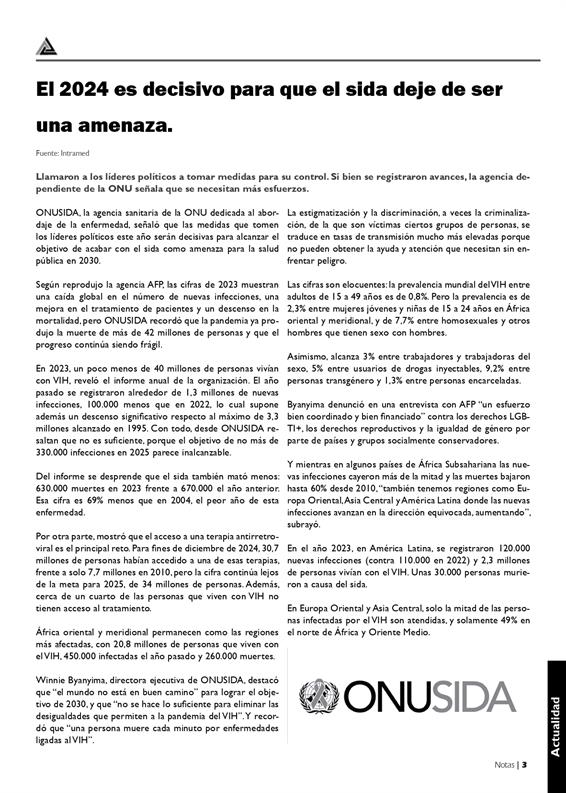 El 2024 es decisivo para que el sida deje de ser
una amenaza.
Fuente: Intramed
Llamaron a los líderes políticos a tomar medidas para su control. Si bien se registraron avances, la agencia de-
pendiente de la ONU señala que se necesitan más esfuerzos.
ONUSIDA, la agencia sanitaria de la ONU dedicada al abor-
daje de la enfermedad, señaló que las medidas que tomen
los líderes políticos este año serán decisivas para alcanzar el
objetivo de acabar con el sida como amenaza para la salud
pública en 2030.
Según reprodujo la agencia AFP, las cifras de 2023 muestran
una caída global en el número de nuevas infecciones, una
mejora en el tratamiento de pacientes y un descenso en la
mortalidad, pero ONUSIDA recordó que la pandemia ya pro-
dujo la muerte de más de 42 millones de personas y que el
progreso continúa siendo frágil.
En 2023, un poco menos de 40 millones de personas vivían
con VIH, reveló el informe anual de la organización. El año
pasado se registraron alrededor de 1,3 millones de nuevas
infecciones, 100.000 menos que en 2022, lo cual supone
además un descenso significativo respecto al máximo de 3,3
millones alcanzado en 1995. Con todo, desde ONUSIDA re-
saltan que no es suficiente, porque el objetivo de no más de
330.000 infecciones en 2025 parece inalcanzable.
Del informe se desprende que el sida también mató menos:
630.000 muertes en 2023 frente a 670.000 el año anterior.
Esa cifra es 69% menos que en 2004, el peor año de esta
enfermedad.
Por otra parte, mostró que el acceso a una terapia antirretro-
viral es el principal reto. Para fines de diciembre de 2024, 30,7
millones de personas habían accedido a una de esas terapias,
frente a solo 7,7 millones en 2010, pero la cifra continúa lejos
de la meta para 2025, de 34 millones de personas. Además,
cerca de un cuarto de las personas que viven con VIH no
tienen acceso al tratamiento.
África oriental y meridional permanecen como las regiones
más afectadas, con 20,8 millones de personas que viven con
el VIH, 450.000 infectadas el año pasado y 260.000 muertes.
Winnie Byanyima, directora ejecutiva de ONUSIDA, destacó
que “el mundo no está en buen camino” para lograr el obje-
tivo de 2030, y que “no se hace lo suficiente para eliminar las
desigualdades que permiten a la pandemia del VIH”. Y recor-
dó que “una persona muere cada minuto por enfermedades
ligadas al VIH”.
La estigmatización y la discriminación, a veces la criminaliza-
ción, de la que son víctimas ciertos grupos de personas, se
traduce en tasas de transmisión mucho más elevadas porque
no pueden obtener la ayuda y atención que necesitan sin en-
frentar peligro.
Las cifras son elocuentes: la prevalencia mundial del VIH entre
adultos de 15 a 49 años es de 0,8%. Pero la prevalencia es de
2,3% entre mujeres jóvenes y niñas de 15 a 24 años en África
oriental y meridional, y de 7,7% entre homosexuales y otros
hombres que tienen sexo con hombres.
Asimismo, alcanza 3% entre trabajadores y trabajadoras del
sexo, 5% entre usuarios de drogas inyectables, 9,2% entre
personas transgénero y 1,3% entre personas encarceladas.
Byanyima denunció en una entrevista con AFP “un esfuerzo
bien coordinado y bien financiado” contra los derechos LGB-
TI+, los derechos reproductivos y la igualdad de género por
parte de países y grupos socialmente conservadores.
Y mientras en algunos países de África Subsahariana las nue-
vas infecciones cayeron más de la mitad y las muertes bajaron
hasta 60% desde 2010, “también tenemos regiones como Eu-
ropa Oriental, Asia Central y América Latina donde las nuevas
infecciones avanzan en la dirección equivocada, aumentando”,
subrayó.
En el año 2023, en América Latina, se registraron 120.000
nuevas infecciones (contra 110.000 en 2022) y 2,3 millones
de personas vivían con el VIH. Unas 30.000 personas murie-
ron a causa del sida.
En Europa Oriental y Asia Central, solo la mitad de las perso-
nas infectadas por el VIH son atendidas, y solamente 49% en
el norte de África y Oriente Medio.
ONUSIDA
Actualidad
Notas | 3